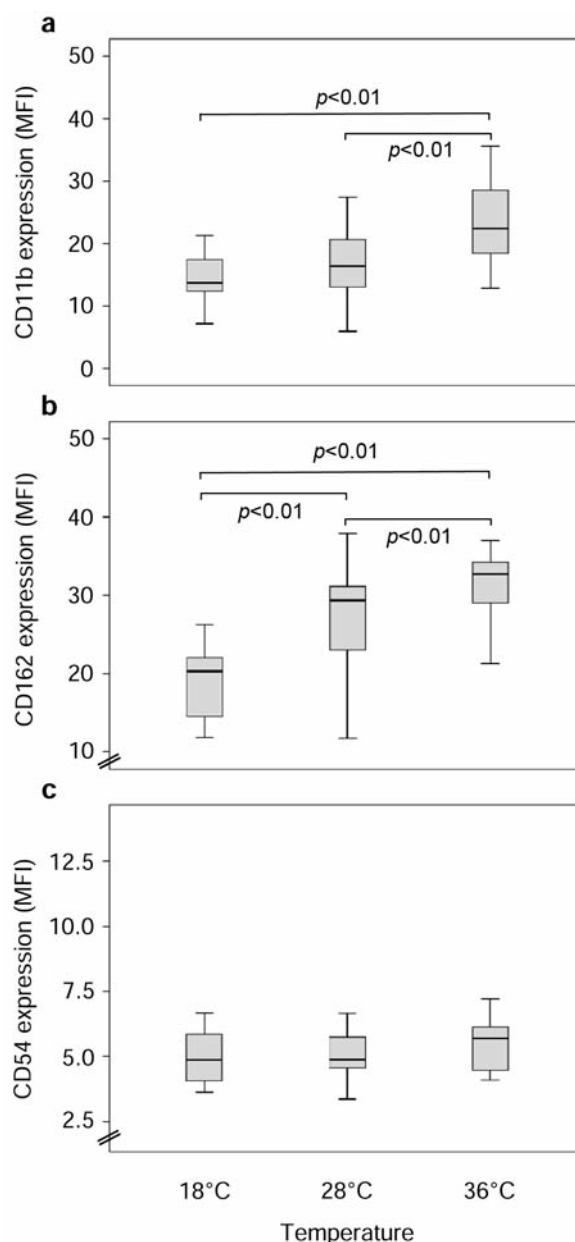 a
CD11b expression (MFI)
50
40
30
20
10
0
p<0.01
p<0.01
b
CD162 expression (MFI)
50
40
30
20
10
p<0.01
p<0.01
p<0.01
c
CD54 expression (MFI)
12.5
10.0
7.5
5.0
2.5
18°C 28°C 36°C
Temperature